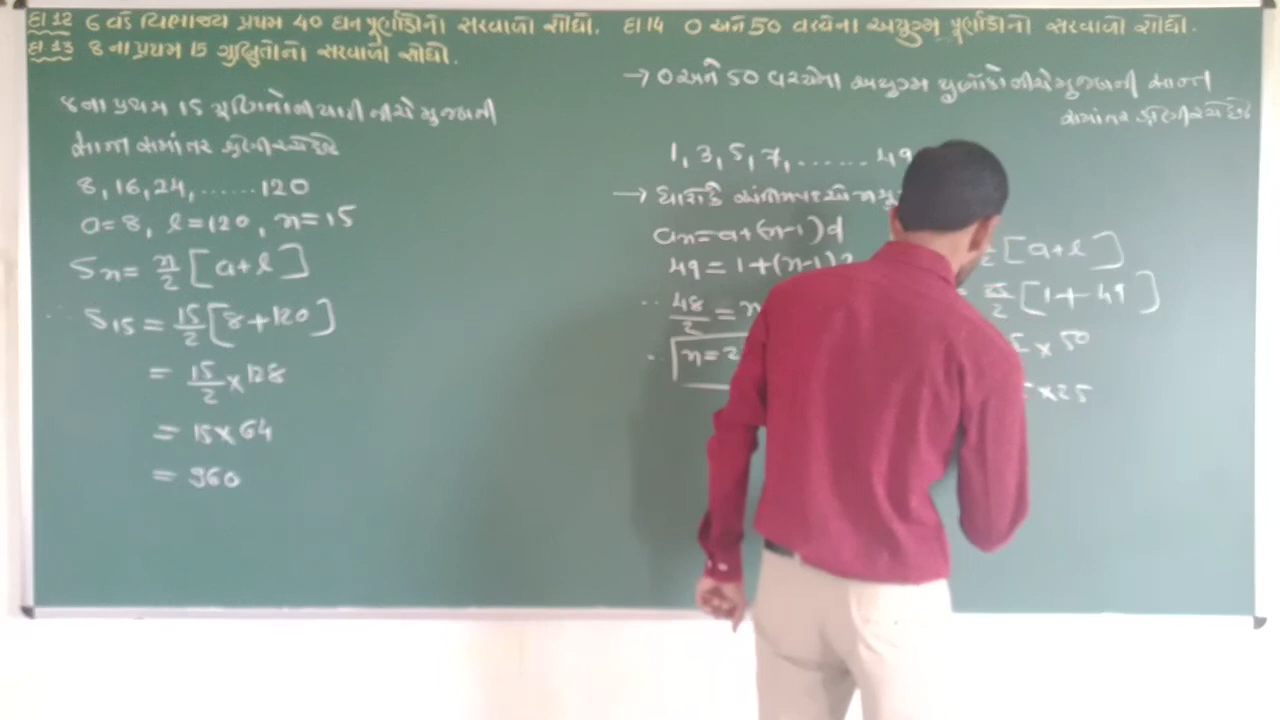 દા.12 6 વડે વિભાજ્ય પ્રથમ 40 ધન પૂર્ણાંકોનો સરવાળો શોધો.
દા.13 8 ના પ્રથમ 15 ગુણિતોનો સરવાળો શોધો.
8 ના પ્રથમ 15 ગુણિતોની યાદી નીચે મુજબની
સાન્ત સમાંતર શ્રેણી રચે છે
8, 16, 24, ...... 120
a = 8, l = 120, n = 15
Sn = n/2 [a + l]
S15 = 15/2 [8 + 120]
= 15/2 × 128
= 15 × 64
= 960
દા.14 0 અને 50 વચ્ચેના અયુગ્મ પૂર્ણાંકોનો સરવાળો શોધો.
→ 0 અને 50 વચ્ચેના અયુગ્મ પુર્ણાંકો નીચે મુજબની સાન્ત
સમાંતર શ્રેણી રચે છે
1, 3, 5, 7, ...... 49
→ ધારોકે અંતિમ પદ એ
an = a + (n-1) d
49 = 1 + (n-1) 2
∴ 48/2 = n
∴ n = 2
[a + l]
/2 [1 + 49]
× 50
× 25